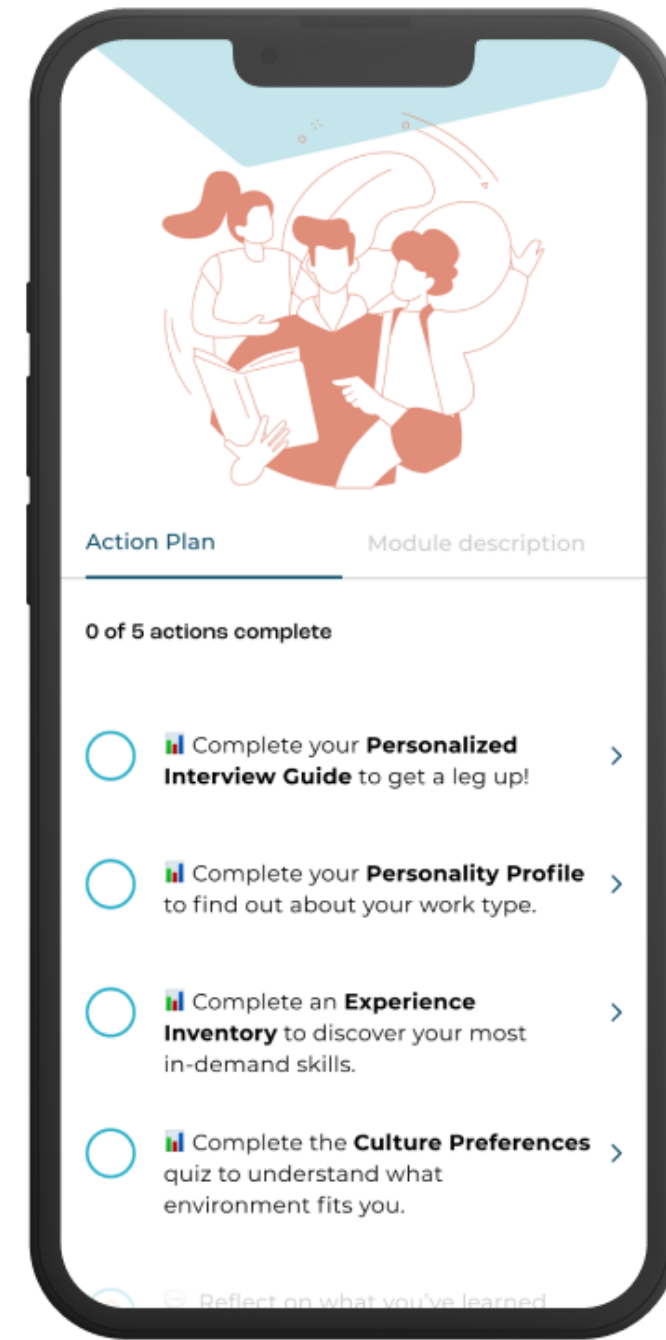 Action Plan
Module description
0 of 5 actions complete
📊 Complete your Personalized
Interview Guide to get a leg up!
📊 Complete your Personality Profile
to find out about your work type.
📊 Complete an Experience
Inventory to discover your most
in-demand skills.
📊 Complete the Culture Preferences
quiz to understand what
environment fits you.
Reflect on what you've learned